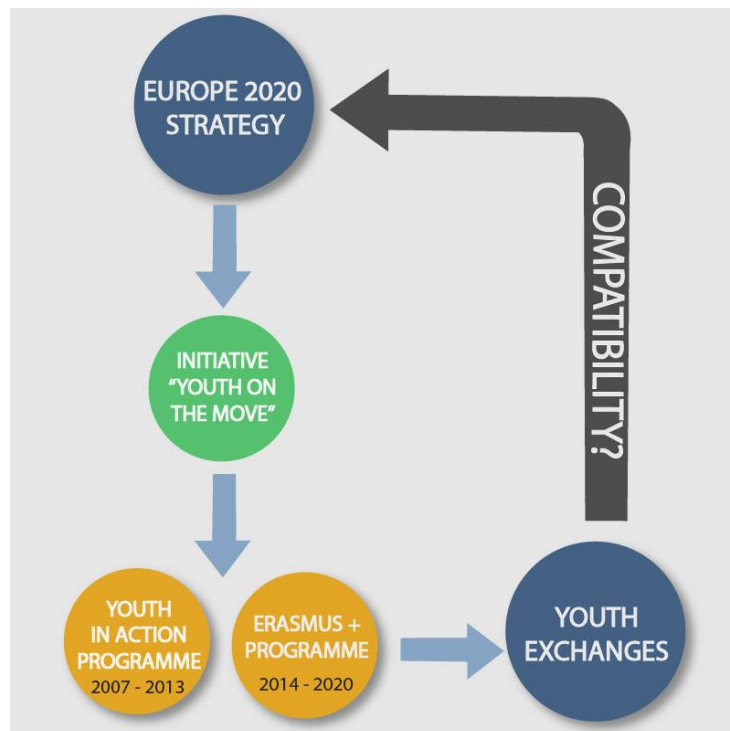 EUROPE 2020
STRATEGY
COMPATIBILITY?
INITIATIVE
“YOUTH ON
THE MOVE”
YOUTH
IN ACTION
PROGRAMME
2007 - 2013
ERASMUS +
PROGRAMME
2014 - 2020
YOUTH
EXCHANGES